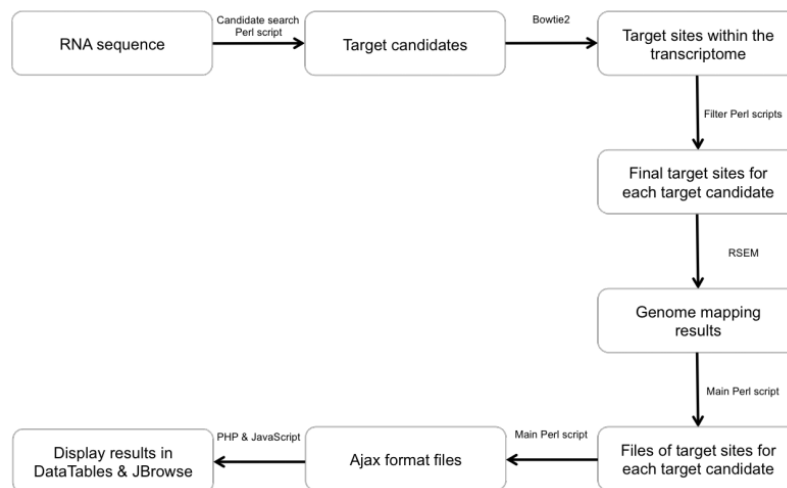 RNA sequence
Candidate search
Perl script
Target candidates
Bowtie2
Target sites within the
transcriptome
Filter Perl scripts
Final target sites for
each target candidate
RSEM
Genome mapping
results
Main Perl script
Files of target sites for
each target candidate
Main Perl script
Ajax format files
PHP & JavaScript
Display results in
DataTables & JBrowse